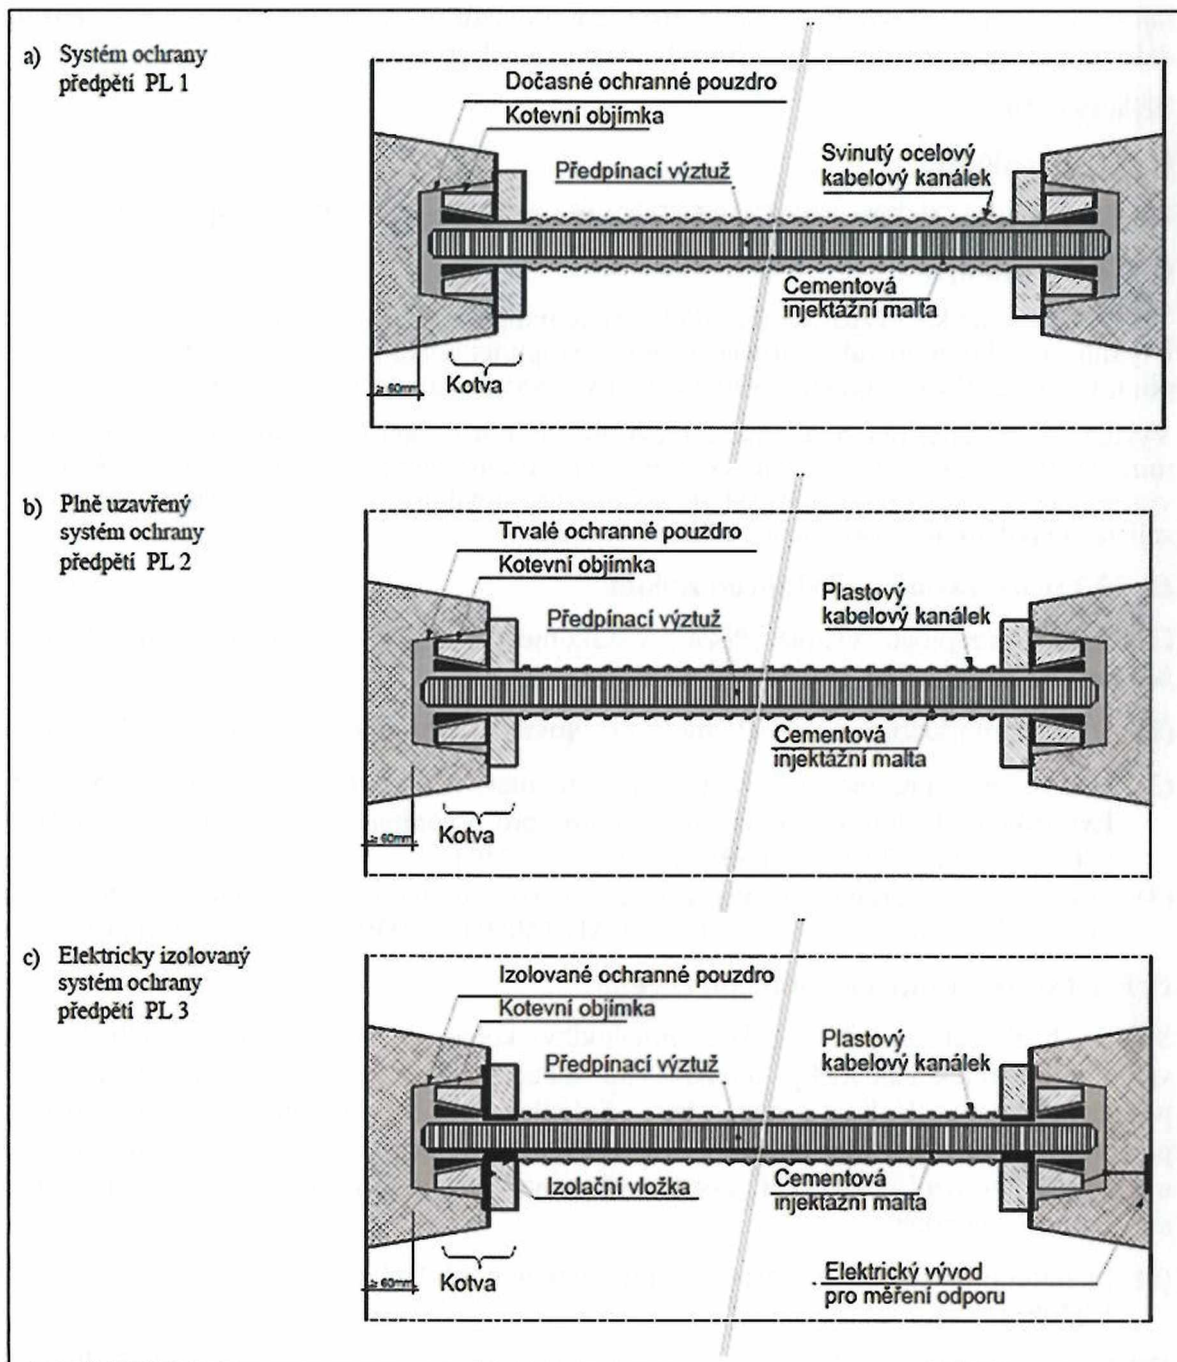 a) Systém ochrany
předpětí PL 1
Dočasné ochranné pouzdro
Kotevní objímka
Předpínací výztuž
Svinutý ocelový
kabelový kanálek
Cementová
injektážní malta
≥ 60mm
Kotva
b) Plně uzavřený
systém ochrany
předpětí PL 2
Trvalé ochranné pouzdro
Kotevní objímka
Předpínací výztuž
Plastový
kabelový kanálek
Cementová
injektážní malta
≥ 60mm
Kotva
c) Elektricky izolovaný
systém ochrany
předpětí PL 3
Izolované ochranné pouzdro
Kotevní objímka
Předpínací výztuž
Plastový
kabelový kanálek
Izolační vložka
Cementová
injektážní malta
≥ 60mm
Kotva
Elektrický vývod
pro měření odporu